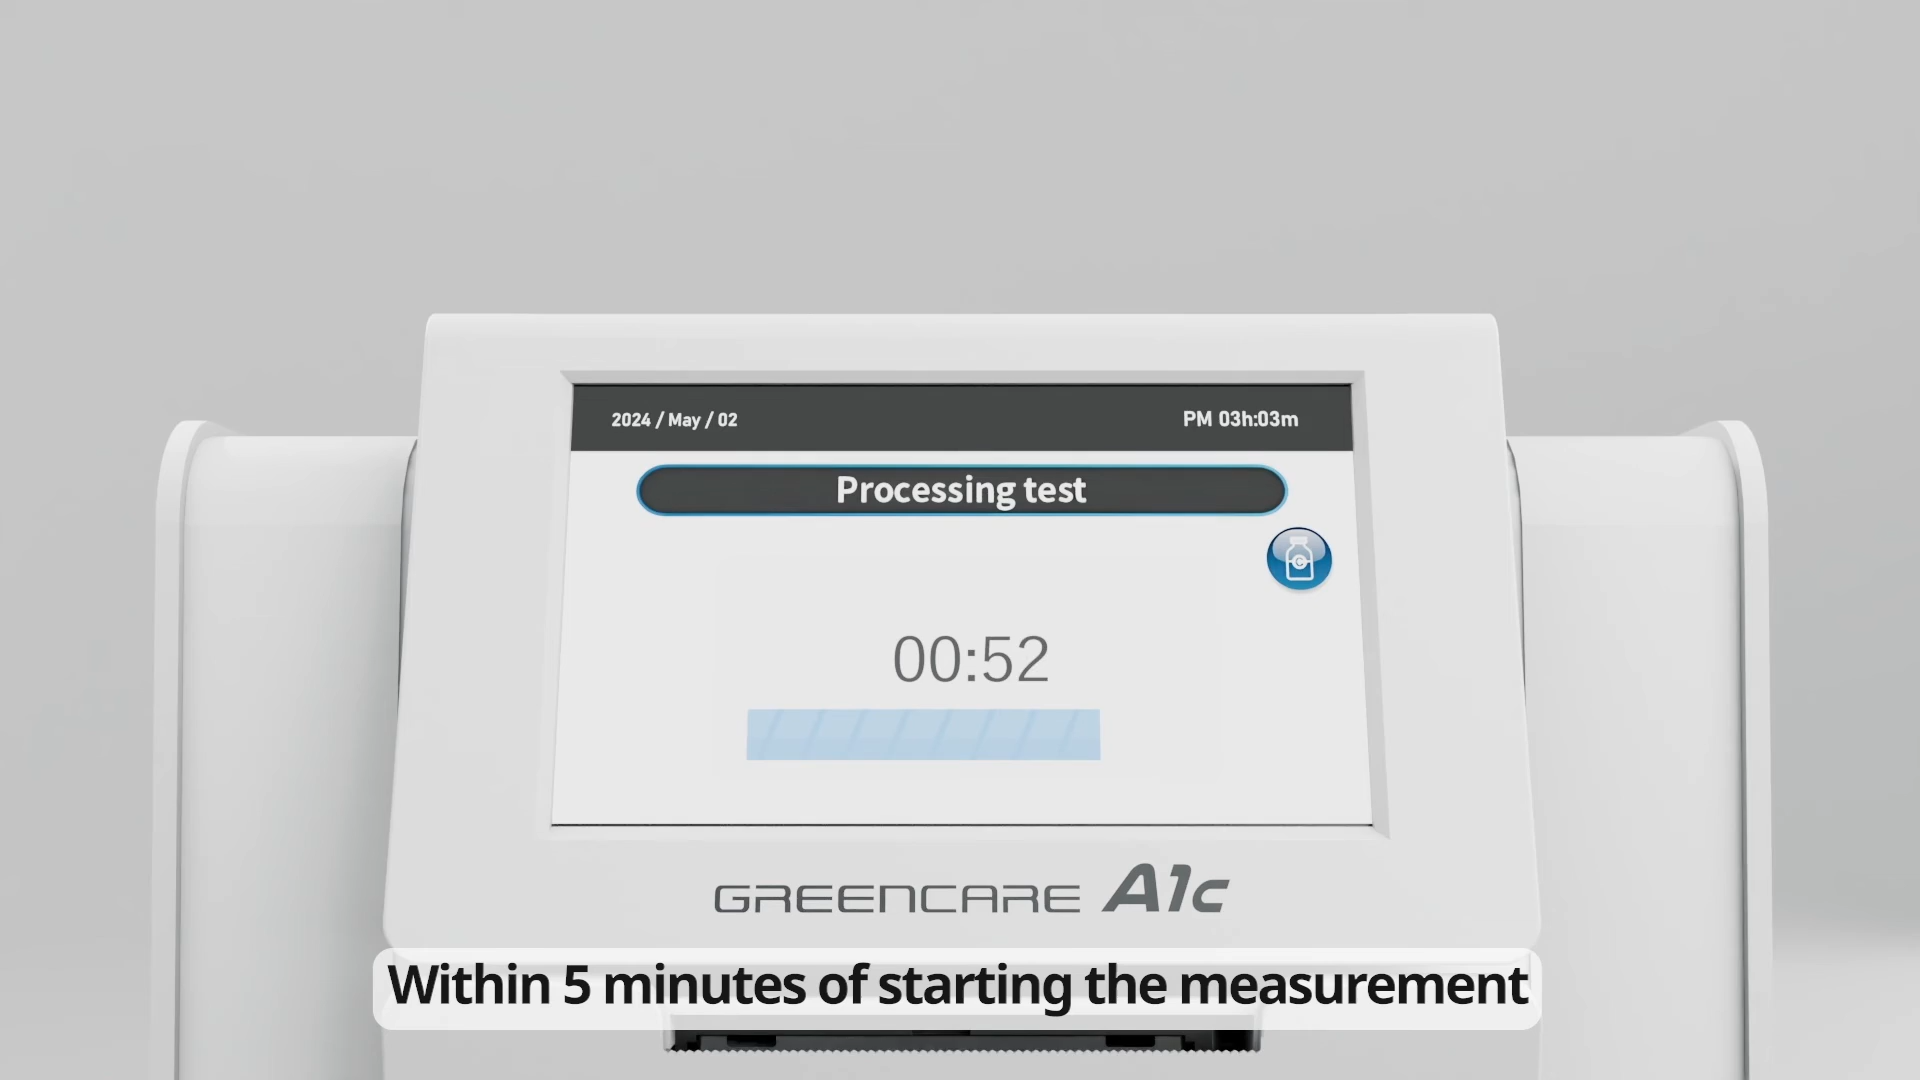 2024 / May / 02
PM 03h:03m
Processing test
00:52
GREENCARE A1c
Within 5 minutes of starting the measurement